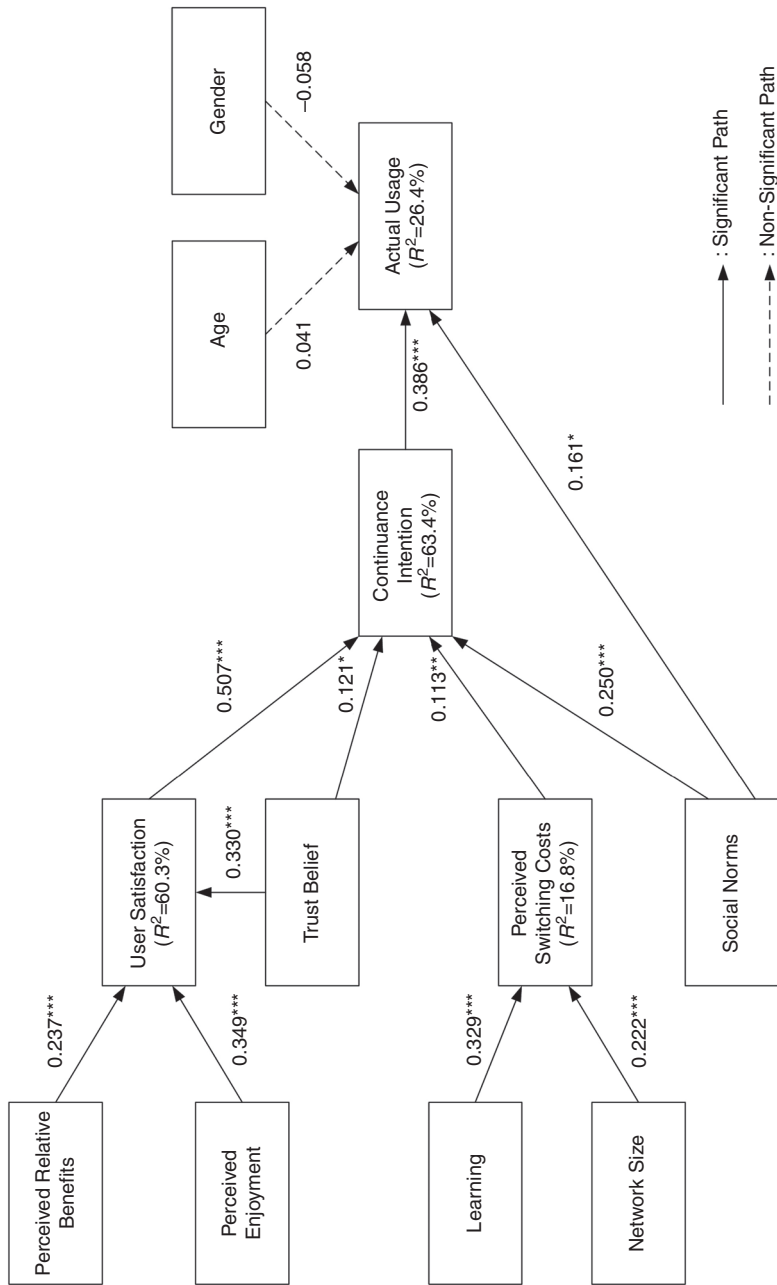 Perceived Relative
Benefits
0.237***
Perceived
Enjoyment
0.349***
User Satisfaction
(R²=60.3%)
0.330***
Trust Belief
0.507***
0.121*
Learning
0.329***
Network Size
0.222***
Perceived
Switching Costs
(R²=16.8%)
0.113**
Social Norms
0.250***
0.161*
Continuance
Intention
(R²=63.4%)
0.386***
Age
0.041
Gender
–0.058
Actual Usage
(R²=26.4%)
: Significant Path
: Non-Significant Path